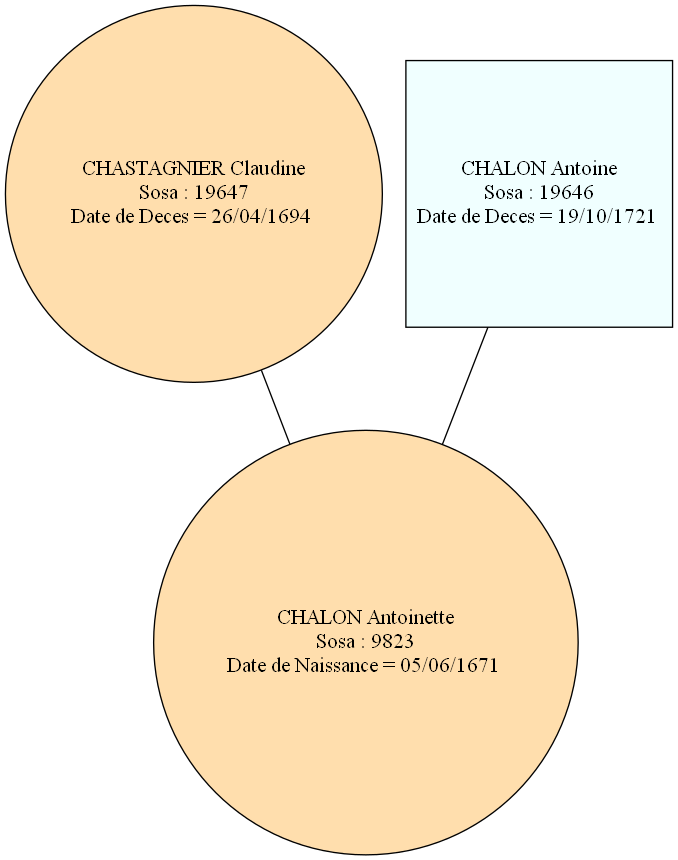 CHASTAGNIER Claudine
Sosa : 19647
Date de Deces = 26/04/1694
CHALON Antoine
Sosa : 19646
Date de Deces = 19/10/1721
CHALON Antoinette
Sosa : 9823
Date de Naissance = 05/06/1671